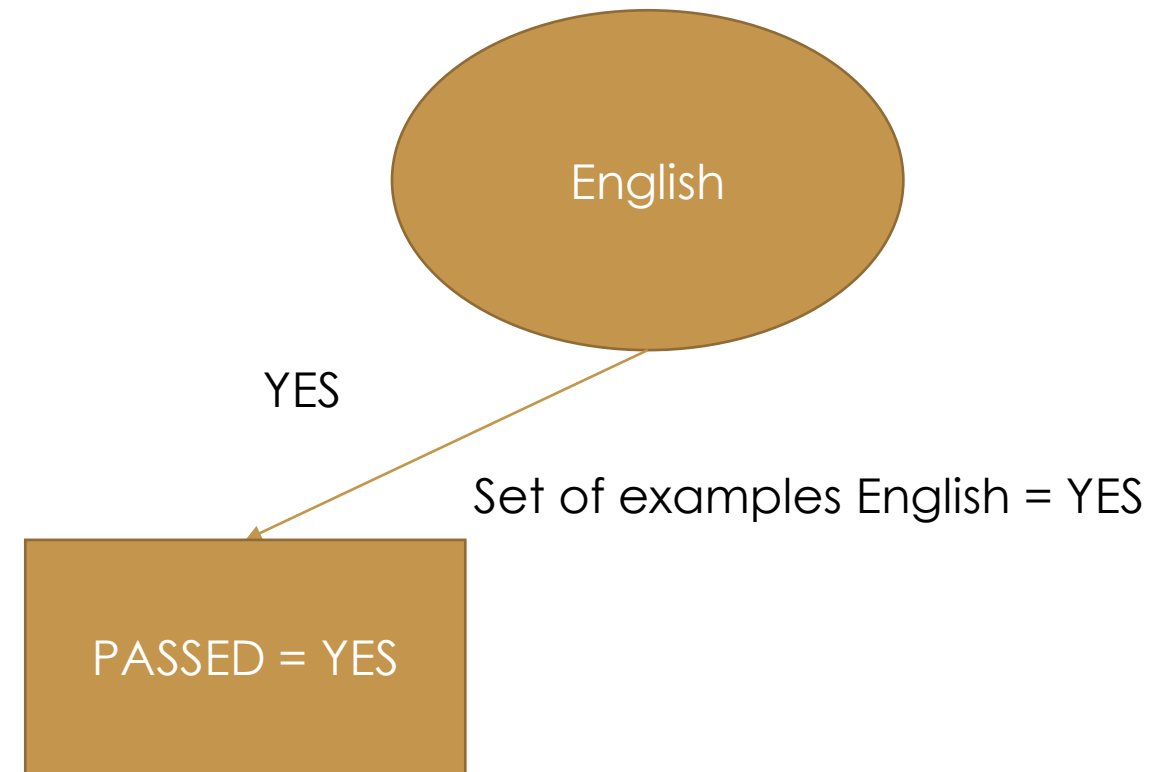 English
YES
Set of examples English = YES
PASSED = YES